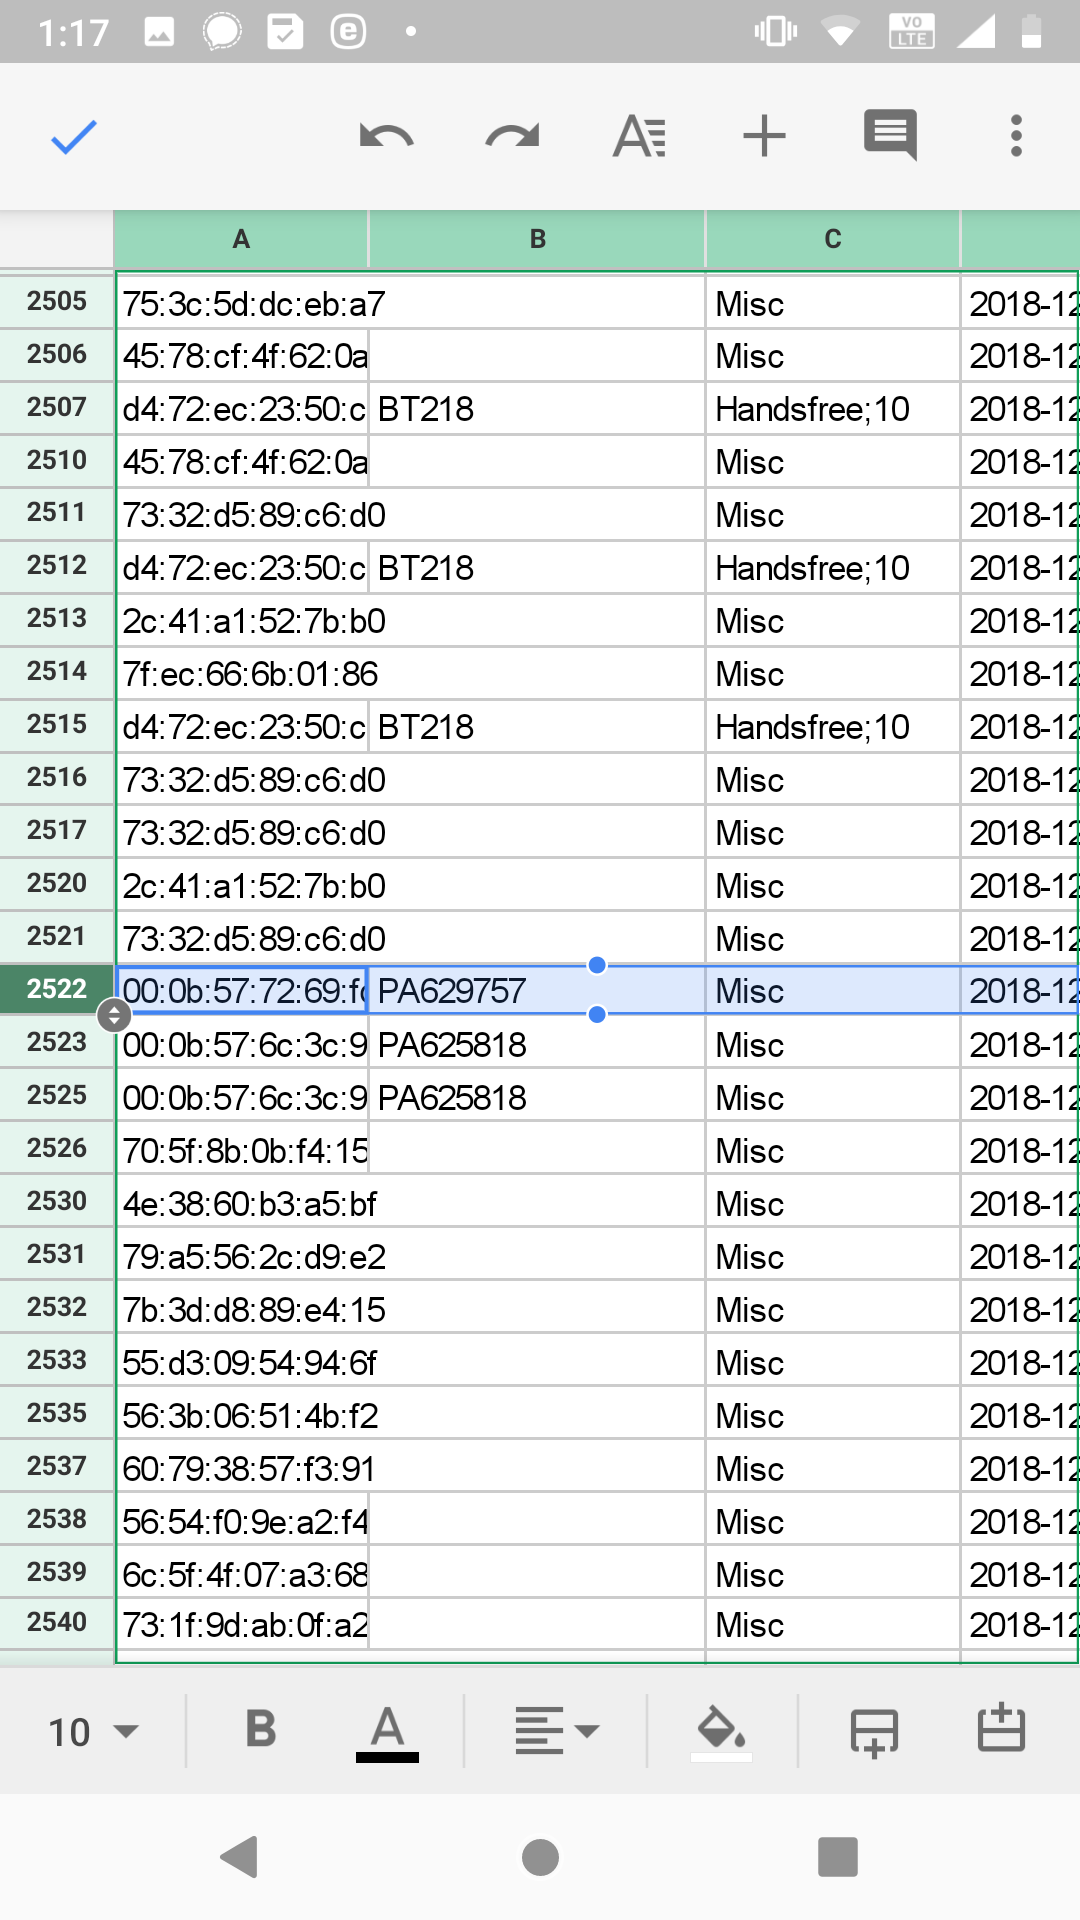 1:17 VO LTE
A B C
2505 75:3c:5d:dc:eb:a7 Misc 2018-12
2506 45:78:cf:4f:62:0a Misc 2018-12
2507 d4:72:ec:23:50:c BT218 Handsfree;10 2018-12
2510 45:78:cf:4f:62:0a Misc 2018-12
2511 73:32:d5:89:c6:d0 Misc 2018-12
2512 d4:72:ec:23:50:c BT218 Handsfree;10 2018-12
2513 2c:41:a1:52:7b:b0 Misc 2018-12
2514 7f:ec:66:6b:01:86 Misc 2018-12
2515 d4:72:ec:23:50:c BT218 Handsfree;10 2018-12
2516 73:32:d5:89:c6:d0 Misc 2018-12
2517 73:32:d5:89:c6:d0 Misc 2018-12
2520 2c:41:a1:52:7b:b0 Misc 2018-12
2521 73:32:d5:89:c6:d0 Misc 2018-12
2522 00:0b:57:72:69:f PA629757 Misc 2018-12
2523 00:0b:57:6c:3c:9 PA625818 Misc 2018-12
2525 00:0b:57:6c:3c:9 PA625818 Misc 2018-12
2526 70:5f:8b:0b:f4:15 Misc 2018-12
2530 4e:38:60:b3:a5:bf Misc 2018-12
2531 79:a5:56:2c:d9:e2 Misc 2018-12
2532 7b:3d:d8:89:e4:15 Misc 2018-12
2533 55:d3:09:54:94:6f Misc 2018-12
2535 56:3b:06:51:4b:f2 Misc 2018-12
2537 60:79:38:57:f3:91 Misc 2018-12
2538 56:54:f0:9e:a2:f4 Misc 2018-12
2539 6c:5f:4f:07:a3:68 Misc 2018-12
2540 73:1f:9d:ab:0f:a2 Misc 2018-12
10 B A